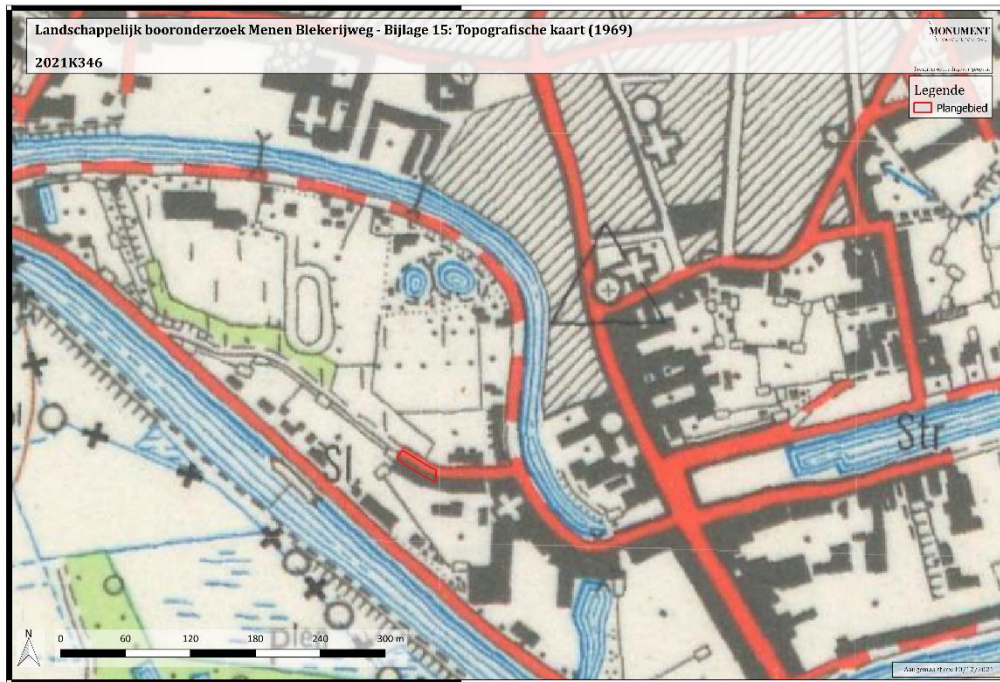 Landschappelijk booronderzoek Menen Blekerijweg - Bijlage 15: Topografische kaart (1969)
2021K346
MONUMENT
Legende
Plangebied
Str
Sl.
Plén
N
0 60 120 180 240 300 m